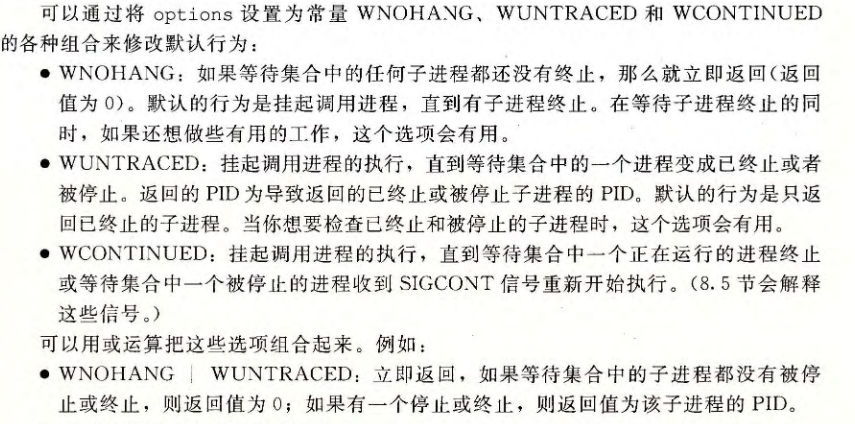 可以通过将 options 设置为常量 WNOHANG、WUNTRACED 和 WCONTINUED
的各种组合来修改默认行为：
● WNOHANG：如果等待集合中的任何子进程都还没有终止，那么就立即返回(返回
值为 0)。默认的行为是挂起调用进程，直到有子进程终止。在等待子进程终止的同
时，如果还想做些有用的工作，这个选项会有用。
● WUNTRACED：挂起调用进程的执行，直到等待集合中的一个进程变成已终止或者
被停止。返回的 PID 为导致返回的已终止或被停止子进程的 PID。默认的行为是只返
回已终止的子进程。当你想要检查已终止和被停止的子进程时，这个选项会有用。
● WCONTINUED：挂起调用进程的执行，直到等待集合中一个正在运行的进程终止
或等待集合中一个被停止的进程收到 SIGCONT 信号重新开始执行。(8.5 节会解释
这些信号。)
可以用或运算把这些选项组合起来。例如：
● WNOHANG | WUNTRACED：立即返回，如果等待集合中的子进程都没有被停
止或终止，则返回值为 0；如果有一个停止或终止，则返回值为该子进程的 PID。